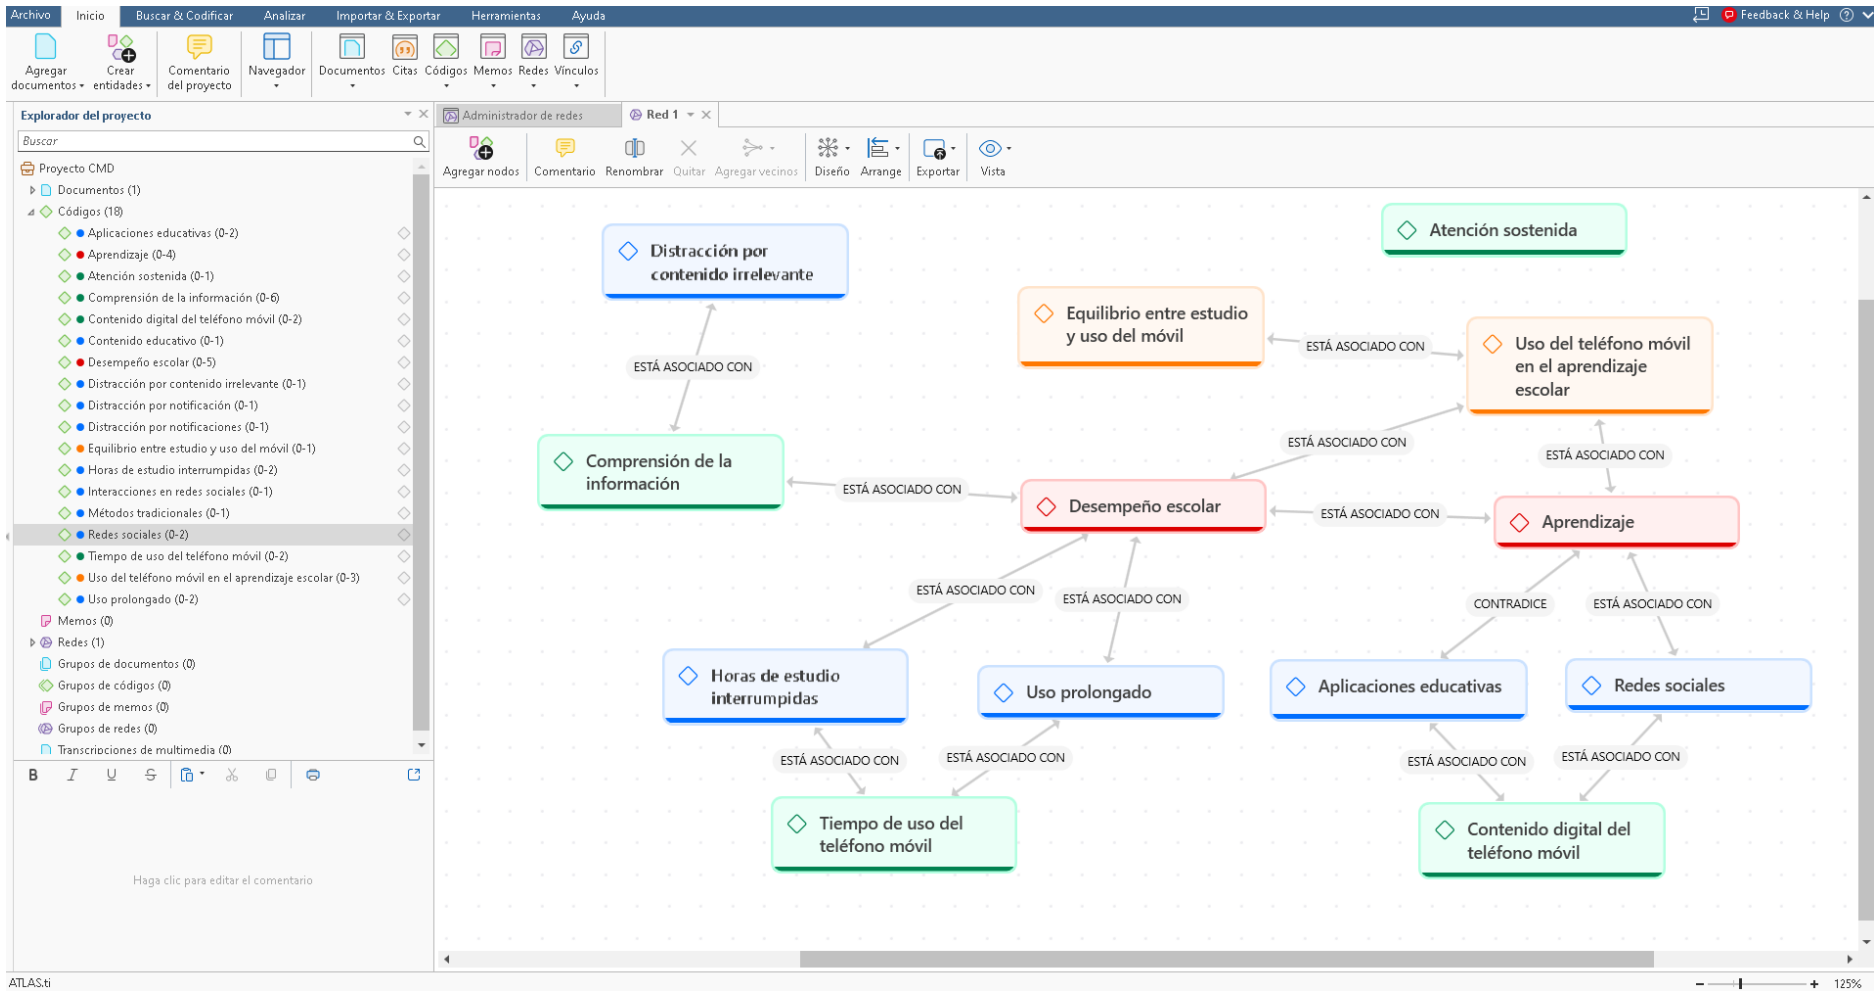 Archivo
Inicio
Buscar & Codificar
Analizar
Importar & Exportar
Herramientas
Ayuda
Feedback & Help
Agregar
documentos
Crear
entidades
Comentario
del proyecto
Navegador
Documentos
Citas
Códigos
Memos
Redes
Vínculos
Explorador del proyecto
Buscar
Proyecto CMD
Documentos (1)
Códigos (18)
Aplicaciones educativas (0-2)
Aprendizaje (0-4)
Atención sostenida (0-1)
Comprensión de la información (0-6)
Contenido digital del teléfono móvil (0-2)
Contenido educativo (0-1)
Desempeño escolar (0-5)
Distracción por contenido irrelevante (0-1)
Distracción por notificación (0-1)
Distracción por notificaciones (0-1)
Equilibrio entre estudio y uso del móvil (0-1)
Horas de estudio interrumpidas (0-2)
Interacciones en redes sociales (0-1)
Métodos tradicionales (0-1)
Redes sociales (0-2)
Tiempo de uso del teléfono móvil (0-2)
Uso del teléfono móvil en el aprendizaje escolar (0-3)
Uso prolongado (0-2)
Memos (0)
Redes (1)
Grupos de documentos (0)
Grupos de códigos (0)
Grupos de memos (0)
Grupos de redes (0)
Transcripciones de multimedia (0)
B I U S
Haga clic para editar el comentario
Administrador de redes
Red 1
Agregar nodos
Comentario
Renombrar
Quitar
Agregar vecinos
Diseño
Arrange
Exportar
Vista
Distracción por
contenido irrelevante
Atención sostenida
Equilibrio entre estudio
y uso del móvil
ESTÁ ASOCIADO CON
Uso del teléfono móvil
en el aprendizaje
escolar
ESTÁ ASOCIADO CON
ESTÁ ASOCIADO CON
ESTÁ ASOCIADO CON
Comprensión de la
información
ESTÁ ASOCIADO CON
Desempeño escolar
ESTÁ ASOCIADO CON
Aprendizaje
ESTÁ ASOCIADO CON
ESTÁ ASOCIADO CON
CONTRADICE
ESTÁ ASOCIADO CON
Horas de estudio
interrumpidas
Uso prolongado
Aplicaciones educativas
Redes sociales
ESTÁ ASOCIADO CON
ESTÁ ASOCIADO CON
ESTÁ ASOCIADO CON
ESTÁ ASOCIADO CON
Tiempo de uso del
teléfono móvil
Contenido digital del
teléfono móvil
ATLAS.ti
125%